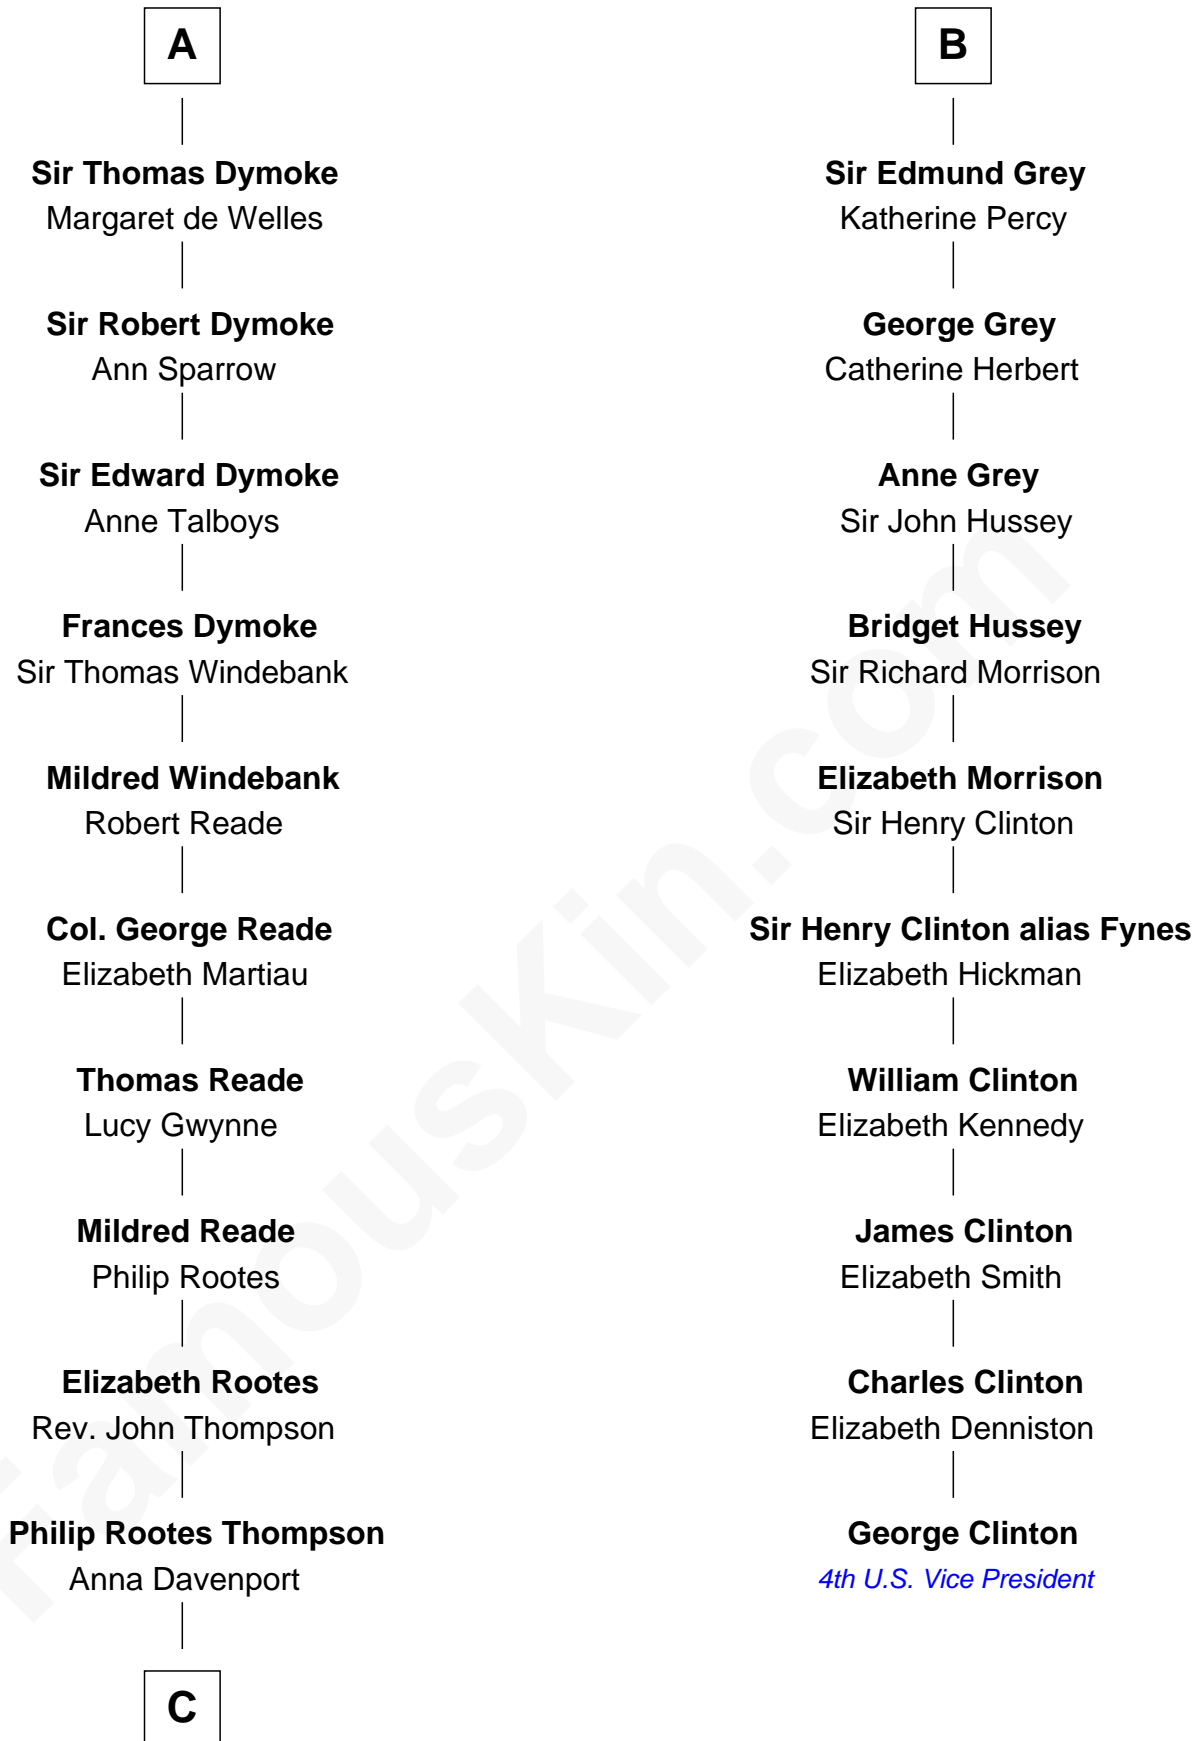 A
Sir Thomas Dymoke
Margaret de Welles
Sir Robert Dymoke
Ann Sparrow
Sir Edward Dymoke
Anne Talboys
Frances Dymoke
Sir Thomas Windebank
Mildred Windebank
Robert Reade
Col. George Reade
Elizabeth Martiau
Thomas Reade
Lucy Gwynne
Mildred Reade
Philip Rootes
Elizabeth Rootes
Rev. John Thompson
Philip Rootes Thompson
Anna Davenport
C
B
Sir Edmund Grey
Katherine Percy
George Grey
Catherine Herbert
Anne Grey
Sir John Hussey
Bridget Hussey
Sir Richard Morrison
Elizabeth Morrison
Sir Henry Clinton
Sir Henry Clinton alias Fynes
Elizabeth Hickman
William Clinton
Elizabeth Kennedy
James Clinton
Elizabeth Smith
Charles Clinton
Elizabeth Denniston
George Clinton
4th U.S. Vice President
FamousKin.com